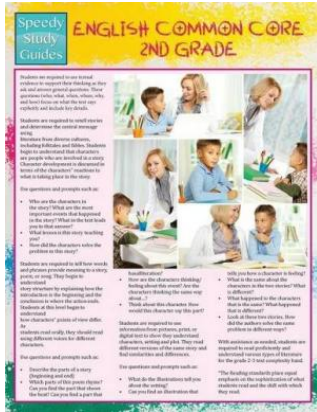 Speedy
Study
Guides
ENGLISH COMMON CORE
2ND GRADE
Students are required to use textual
evidence to support their thinking as they
ask and answer general questions. These
questions (who, what, when, where, why,
and how) focus on what the text says
explicitly and include key details.
Students are required to retell stories
and determine the central message
using
literature from diverse cultures,
including folktales and fables. Students
begin to understand that characters
are people who are involved in a story.
Character development is discussed in
terms of the characters' reactions to
what is taking place in the story.
Use questions and prompts such as:
• Who are the characters in
the story? What are the most
important events that happened
in the story? What in the text leads
you to that answer?
• What lesson is this story teaching
you?
• How did the characters solve the
problem in this story?
Students are required to tell how words
and phrases provide meaning to a story,
poem, or song. They begin to
understand
story structure by explaining how the
introduction is the beginning and the
conclusion is where the action ends.
Students at this level begin to
understand
how characters' points of view differ.
As
students read orally, they should read
using different voices for different
characters.
Use questions and prompts such as:
• Describe the parts of a story
(beginning and end)
• Which parts of this poem rhyme?
Can you find the part that shows
the beat? Can you find a part that
has alliteration?
• How are the characters thinking/
feeling about this event? Are the
characters thinking the same way
about...?
• Think about this character. How
would this character say this part?
Students are required to use
information from pictures, print, or
digital text to show they understand
characters, setting and plot. They read
different versions of the same story and
find similarities and differences.
Use questions and prompts such as:
• What do the illustrations tell you
about the setting?
• Can you find an illustration that
tells you how a character is feeling?
• What is the same about the
characters in the two stories? What
is different?
• What happened to the characters
that is the same? What happened
that is different?
• Look at these two stories. How
did the authors solve the same
problem in different ways?
With assistance as needed, students are
required to read proficiently and
understand various types of literature
for the grade 2-3 text complexity band.
"The Reading standards place equal
emphasis on the sophistication of what
students read and the skill with which
they read.